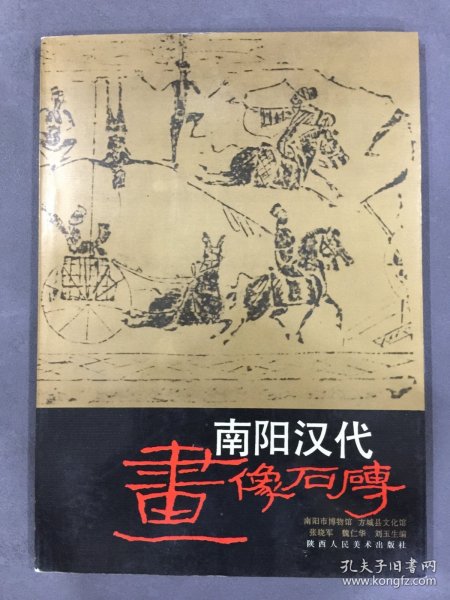 南阳汉代
畫像石磚
南阳市博物馆 方城县文化馆
张晓军 魏仁华 刘玉生编
陕西人民美术出版社
孔夫子旧书网
www.kongfz.com